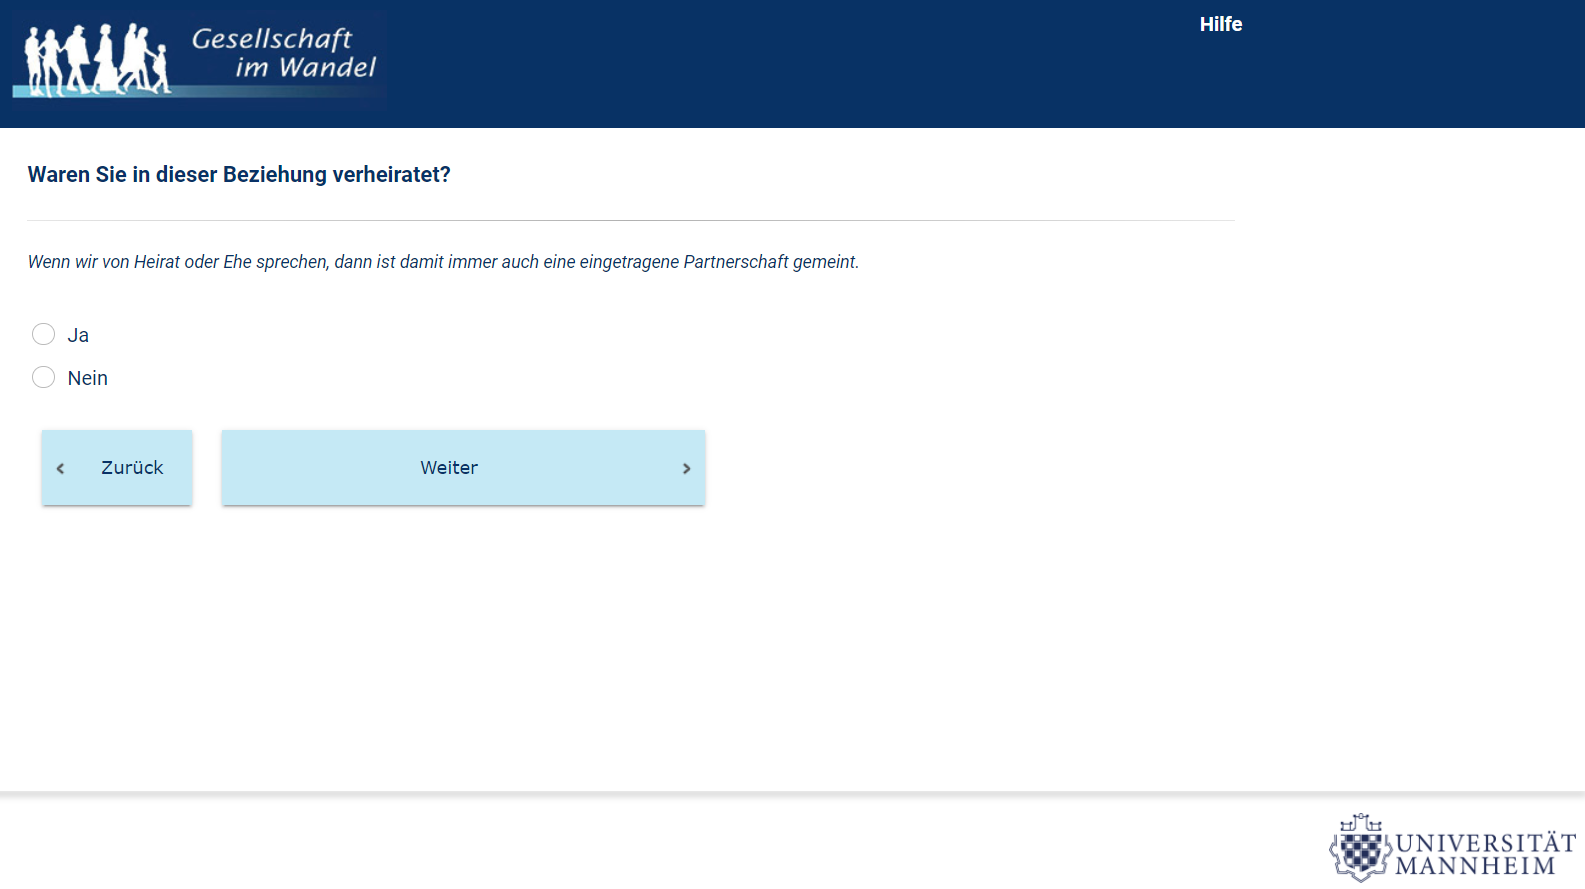 Gesellschaft
im Wandel
Hilfe
Waren Sie in dieser Beziehung verheiratet?
Wenn wir von Heirat oder Ehe sprechen, dann ist damit immer auch eine eingetragene Partnerschaft gemeint.
Ja
Nein
Zurück
Weiter
UNIVERSITÄT
MANNHEIM